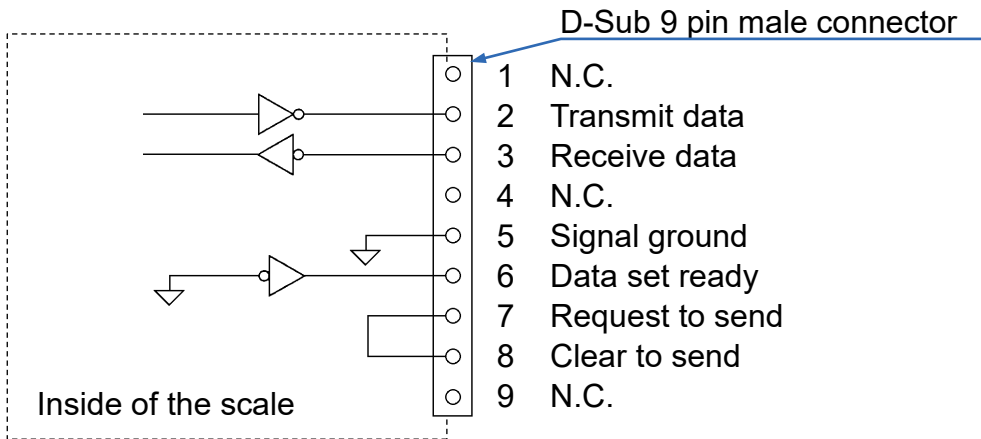 D-Sub 9 pin male connector
1 N.C.
2 Transmit data
3 Receive data
4 N.C.
5 Signal ground
6 Data set ready
7 Request to send
8 Clear to send
9 N.C.
Inside of the scale